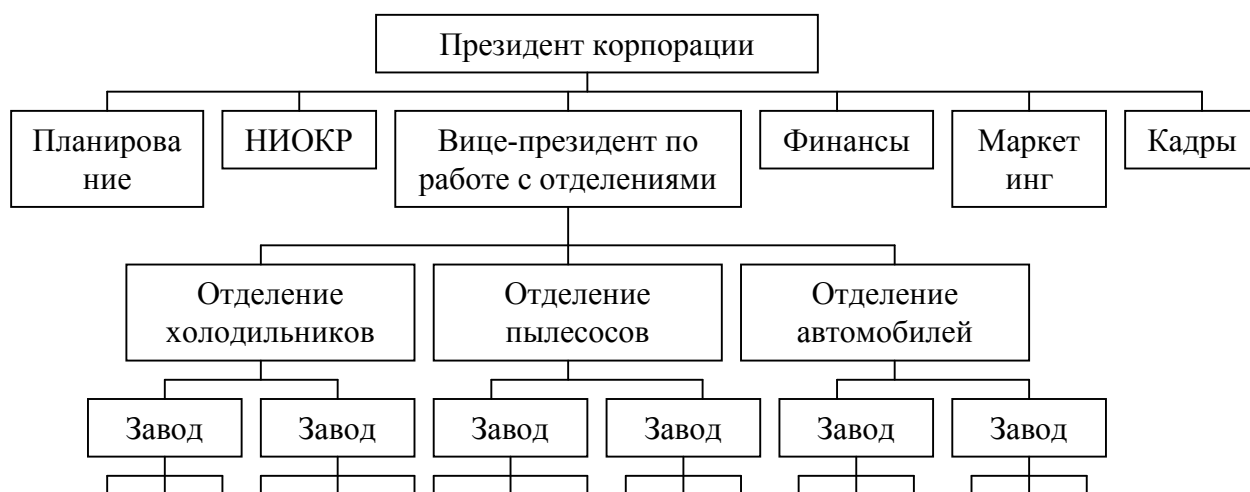 Президент корпорации
Планирова
ние
НИОКР
Вице-президент по
работе с отделениями
Финансы
Маркет
инг
Кадры
Отделение
холодильников
Отделение
пылесосов
Отделение
автомобилей
Завод
Завод
Завод
Завод
Завод
Завод